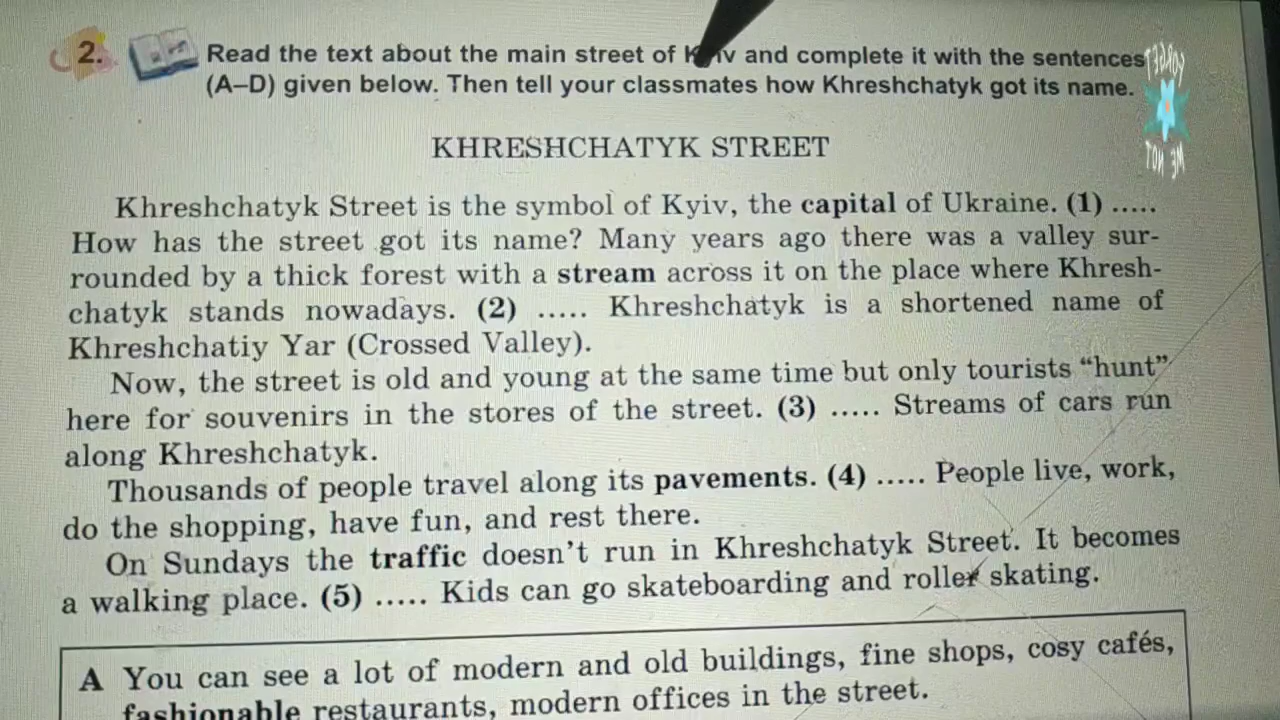 2. Read the text about the main street of Kyiv and complete it with the sentences
(A–D) given below. Then tell your classmates how Khreshchatyk got its name.
KHRESHCHATYK STREET
Khreshchatyk Street is the symbol of Kyiv, the capital of Ukraine. (1) .....
How has the street got its name? Many years ago there was a valley sur-
rounded by a thick forest with a stream across it on the place where Khresh-
chatyk stands nowadays. (2) ..... Khreshchatyk is a shortened name of
Khreshchatiy Yar (Crossed Valley).
Now, the street is old and young at the same time but only tourists “hunt”
here for souvenirs in the stores of the street. (3) ..... Streams of cars run
along Khreshchatyk.
Thousands of people travel along its pavements. (4) ..... People live, work,
do the shopping, have fun, and rest there.
On Sundays the traffic doesn’t run in Khreshchatyk Street. It becomes
a walking place. (5) ..... Kids can go skateboarding and roller skating.
A You can see a lot of modern and old buildings, fine shops, cosy cafés,
fashionable restaurants, modern offices in the street.